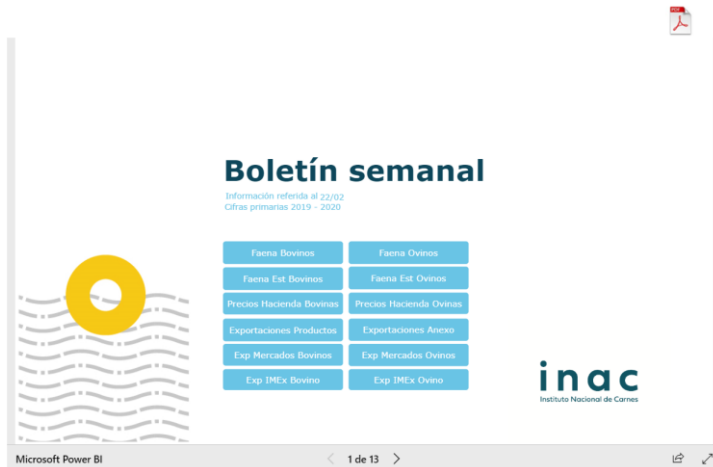 PDF
Boletín semanal
Información referida al 22/02
Cifras primarias 2019 - 2020
Faena Bovinos
Faena Ovinos
Faena Est Bovinos
Faena Est Ovinos
Precios Hacienda Bovinas
Precios Hacienda Ovinas
Exportaciones Productos
Exportaciones Anexo
Exp Mercados Bovinos
Exp Mercados Ovinos
Exp IMEx Bovino
Exp IMEx Ovino
inac
Instituto Nacional de Carnes
Microsoft Power BI
1 de 13